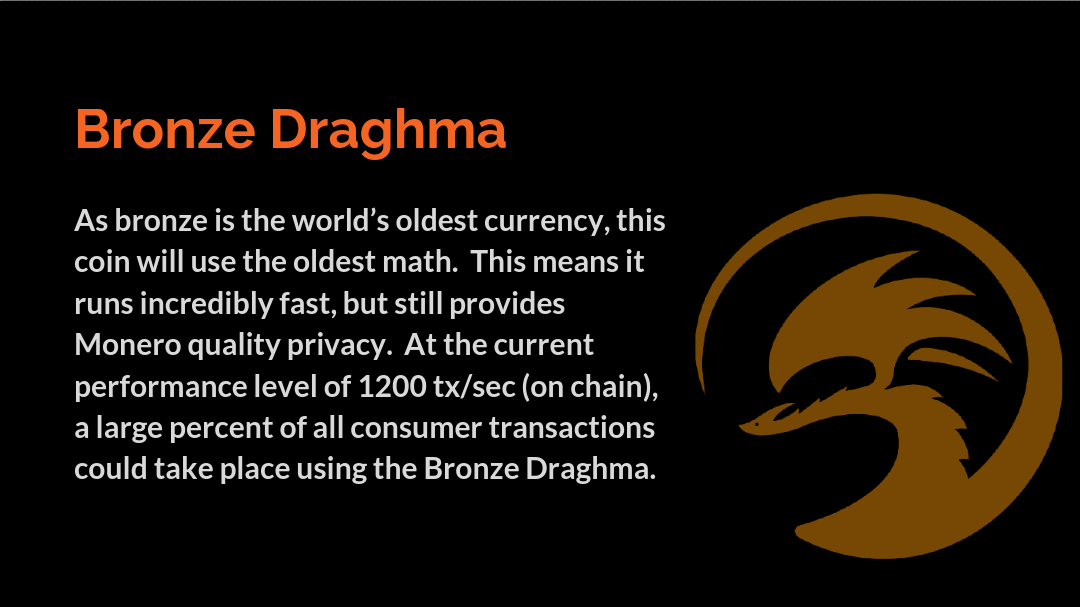 Bronze Draghma
As bronze is the world’s oldest currency, this
coin will use the oldest math.  This means it
runs incredibly fast, but still provides
Monero quality privacy.  At the current
performance level of 1200 tx/sec (on chain),
a large percent of all consumer transactions
could take place using the Bronze Draghma.